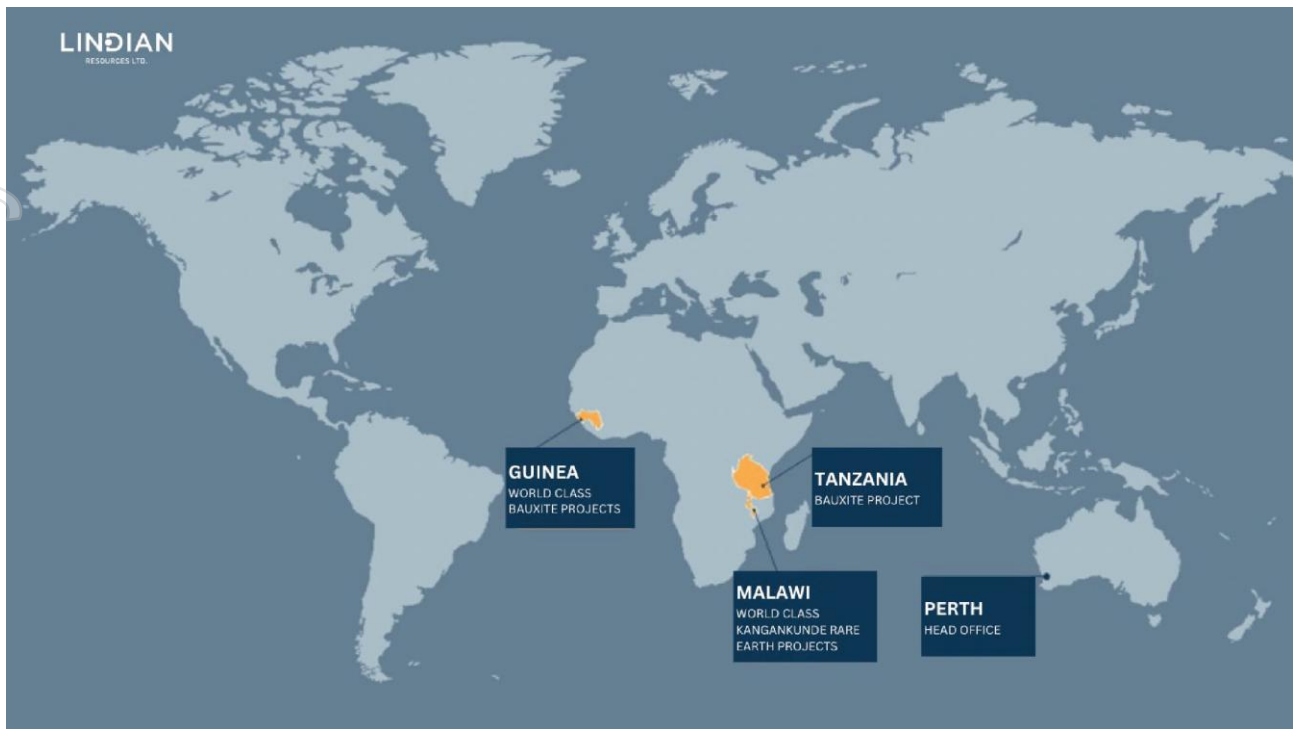 LINDIAN
RESOURCES LTD.
GUINEA
WORLD CLASS
BAUXITE PROJECTS
TANZANIA
BAUXITE PROJECT
MALAWI
WORLD CLASS
KANGANKUNDE RARE
EARTH PROJECTS
PERTH
HEAD OFFICE